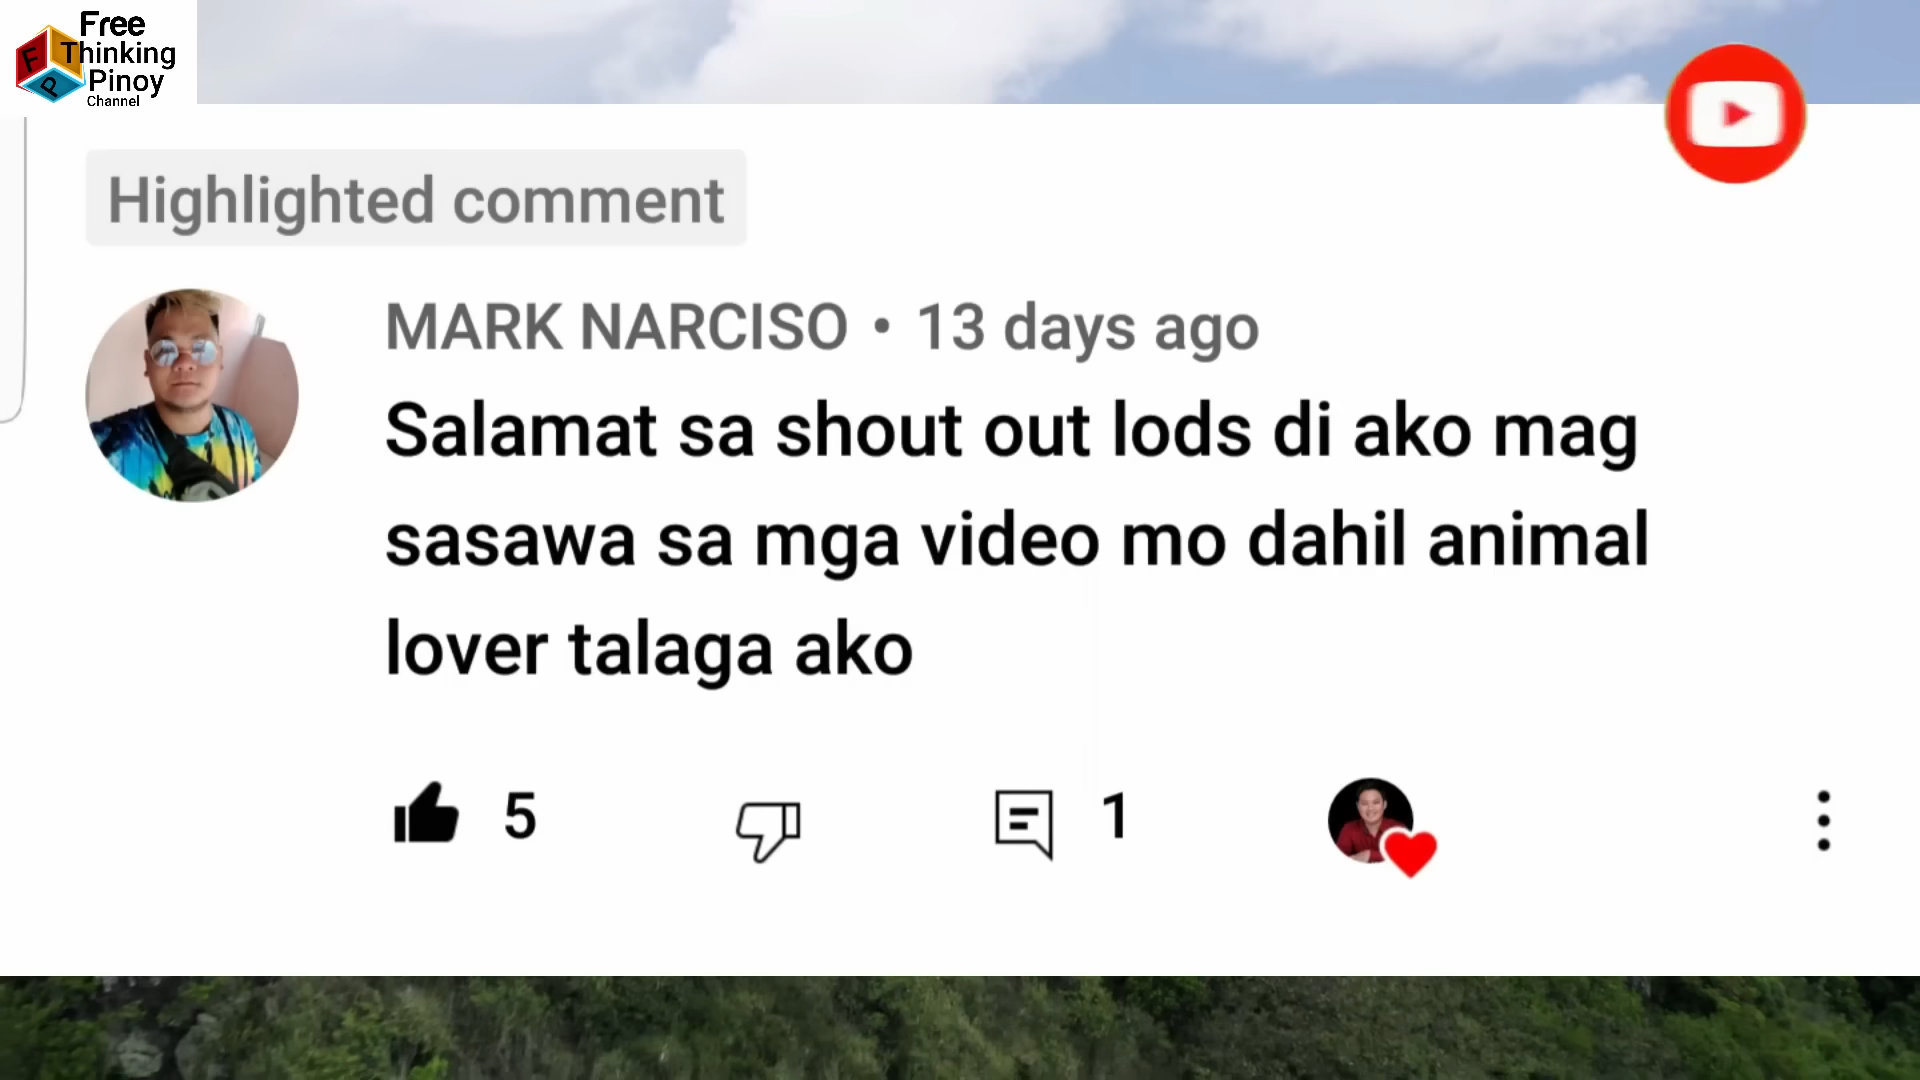 Free
Thinking
Pinoy
Channel
F
P
Highlighted comment
MARK NARCISO • 13 days ago
Salamat sa shout out lods di ako mag
sasawa sa mga video mo dahil animal
lover talaga ako
5
1